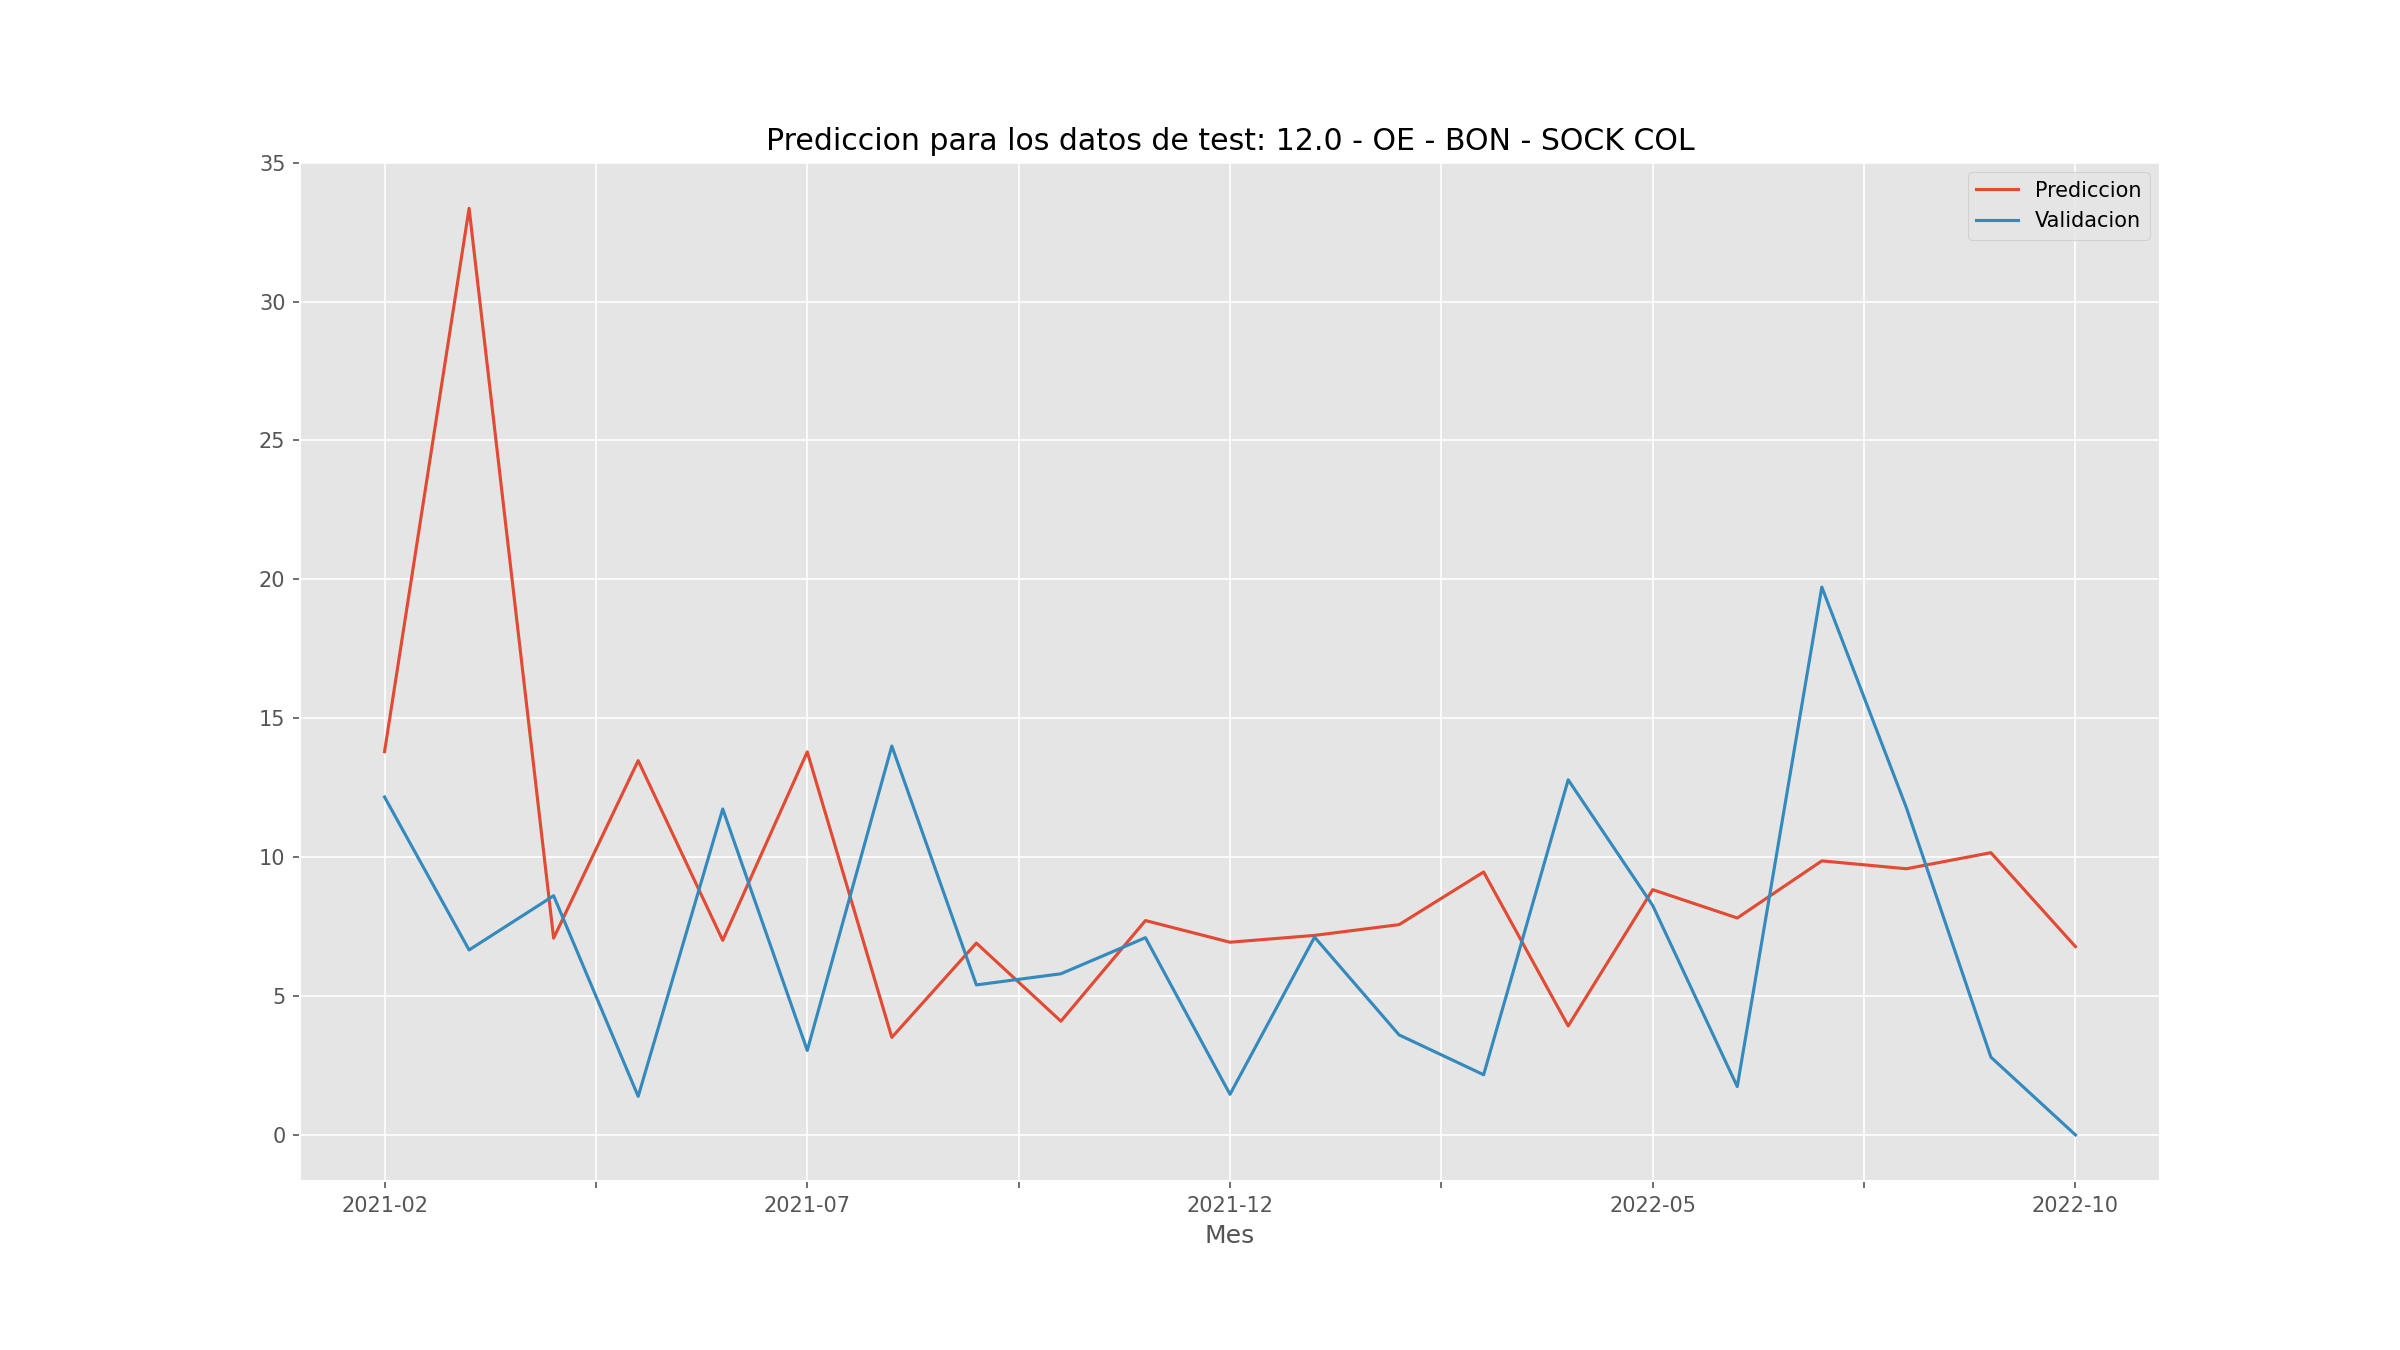 Prediccion para los datos de test: 12.0 - OE - BON - SOCK COL
Prediccion
Validacion
35
30
25
20
15
10
5
0
2021-02 2021-07 2021-12 2022-05 2022-10
Mes